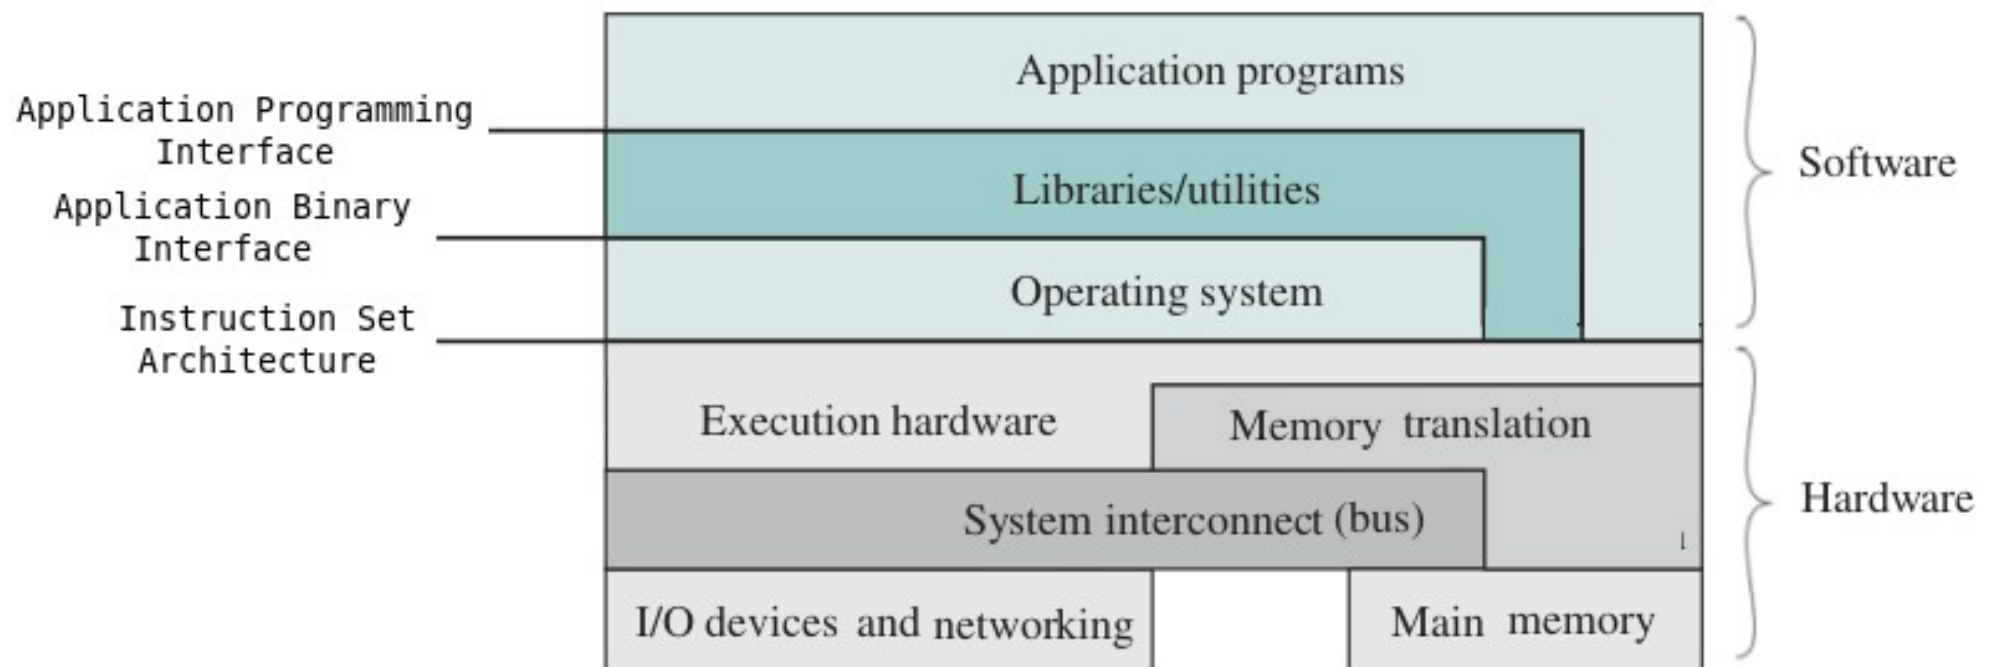 Application programs
Application Programming
Interface
Libraries/utilities
Software
Application Binary
Interface
Operating system
Instruction Set
Architecture
Execution hardware
Memory translation
Hardware
System interconnect (bus)
I/O devices and networking
Main memory